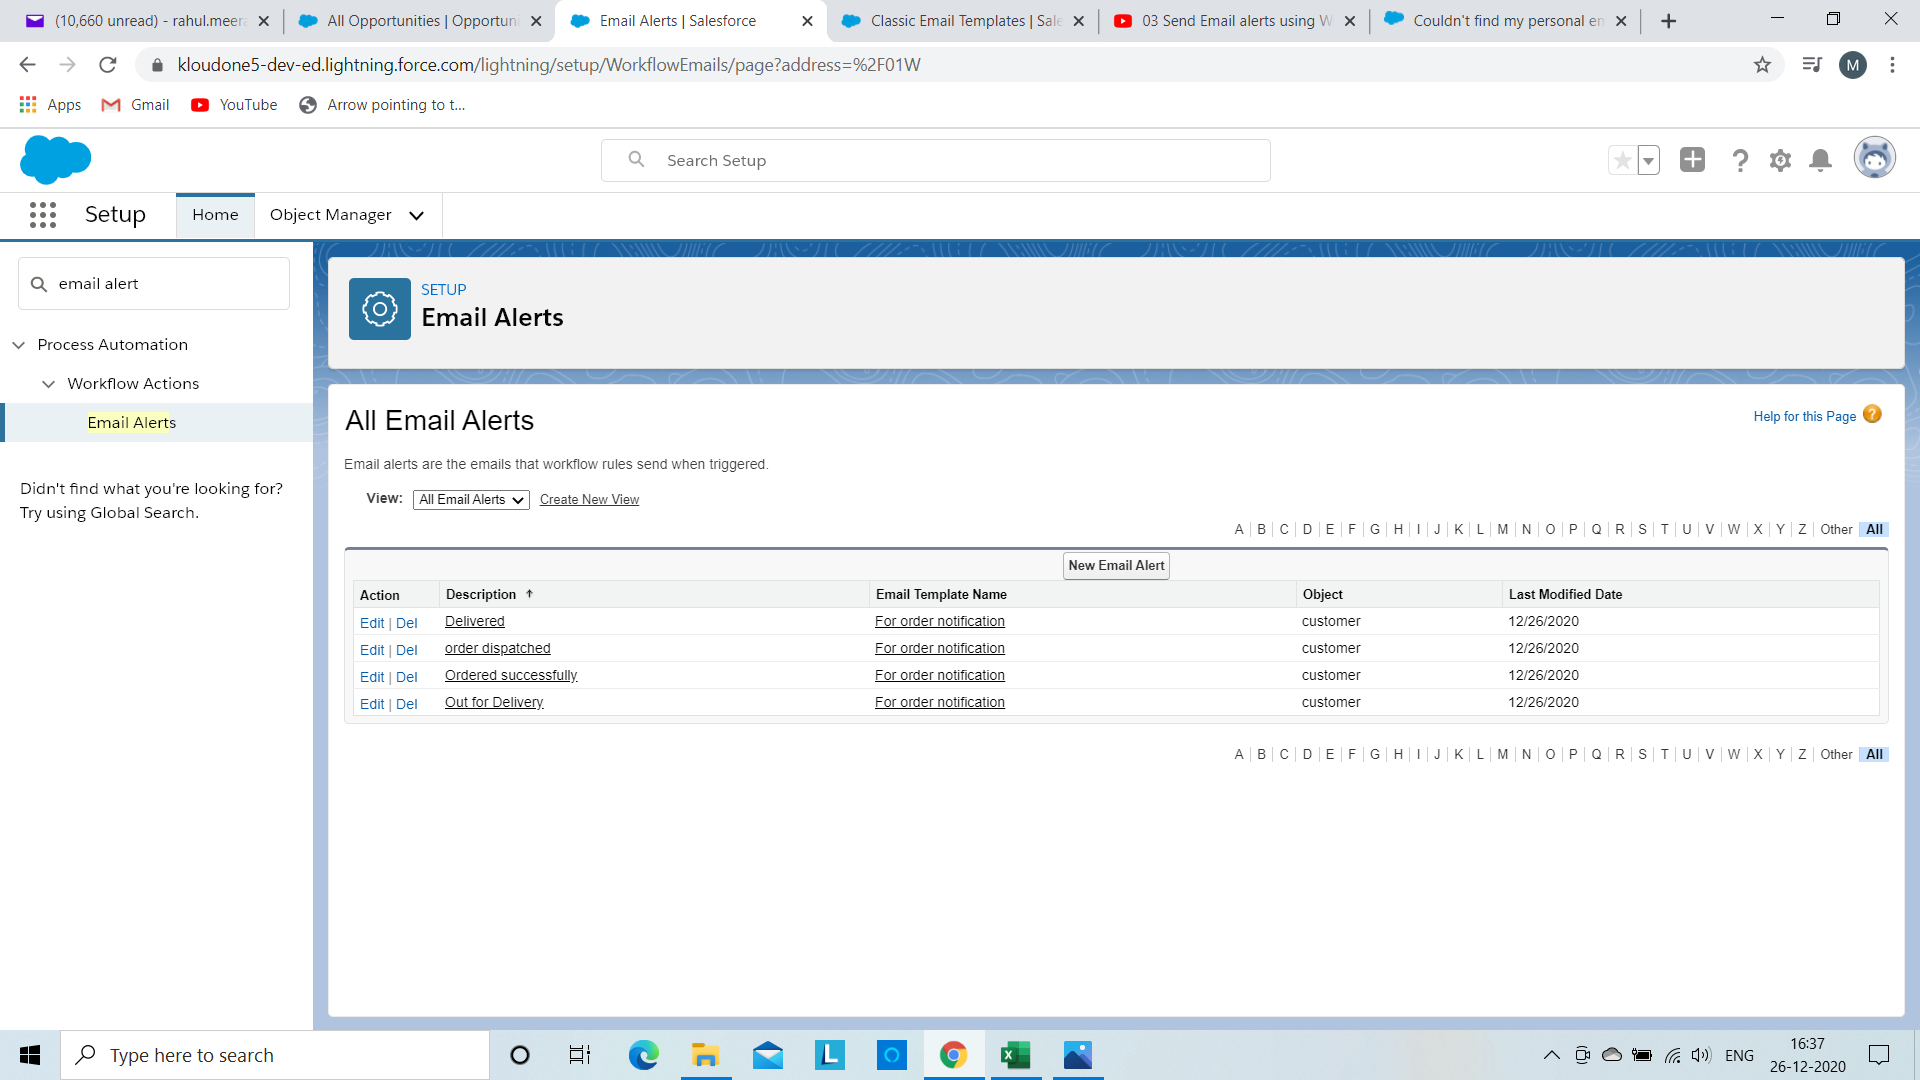 (10,660 unread) - rahul.meera
All Opportunities | Opportuni
Email Alerts | Salesforce
Classic Email Templates | Sale
03 Send Email alerts using W
Couldn't find my personal em
kloudone5-dev-ed.lightning.force.com/lightning/setup/WorkflowEmails/page?address=%2F01W
M
Apps
Gmail
YouTube
Arrow pointing to t...
Search Setup
Setup
Home
Object Manager
email alert
Process Automation
Workflow Actions
Email Alerts
Didn't find what you're looking for?
Try using Global Search.
SETUP
Email Alerts
All Email Alerts
Help for this Page ?
Email alerts are the emails that workflow rules send when triggered.
View: All Email Alerts Create New View
A | B | C | D | E | F | G | H | I | J | K | L | M | N | O | P | Q | R | S | T | U | V | W | X | Y | Z | Other All
New Email Alert
Action Description ↑ Email Template Name Object Last Modified Date
Edit | Del Delivered For order notification customer 12/26/2020
Edit | Del order dispatched For order notification customer 12/26/2020
Edit | Del Ordered successfully For order notification customer 12/26/2020
Edit | Del Out for Delivery For order notification customer 12/26/2020
A | B | C | D | E | F | G | H | I | J | K | L | M | N | O | P | Q | R | S | T | U | V | W | X | Y | Z | Other All
Type here to search
L
ENG
16:37
26-12-2020